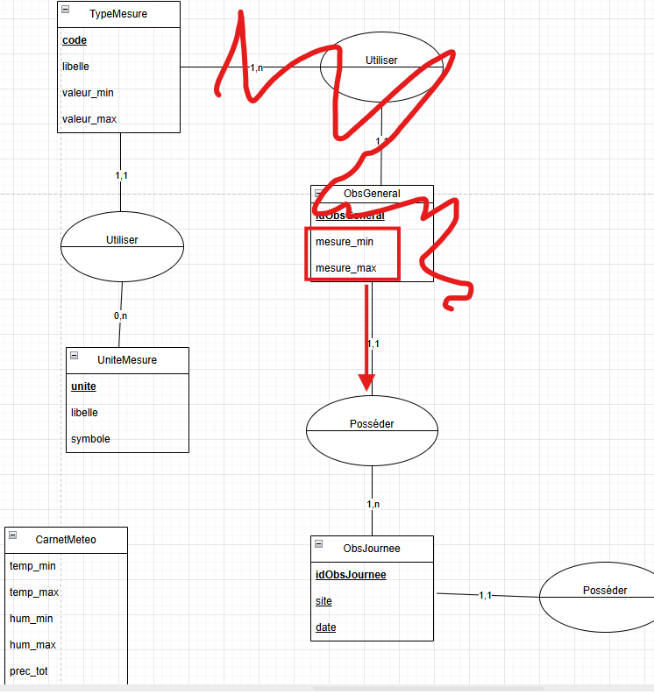 TypeMesure
code
libelle
valeur_min
valeur_max
1,n
Utiliser
1,1
1,1
ObsGeneral
idObsGeneral
mesure_min
mesure_max
Utiliser
0,n
1,1
UniteMesure
unite
libelle
symbole
Posséder
1,n
CarnetMeteo
temp_min
temp_max
hum_min
hum_max
prec_tot
ObsJournee
idObsJournee
site
date
1,1
Posséder